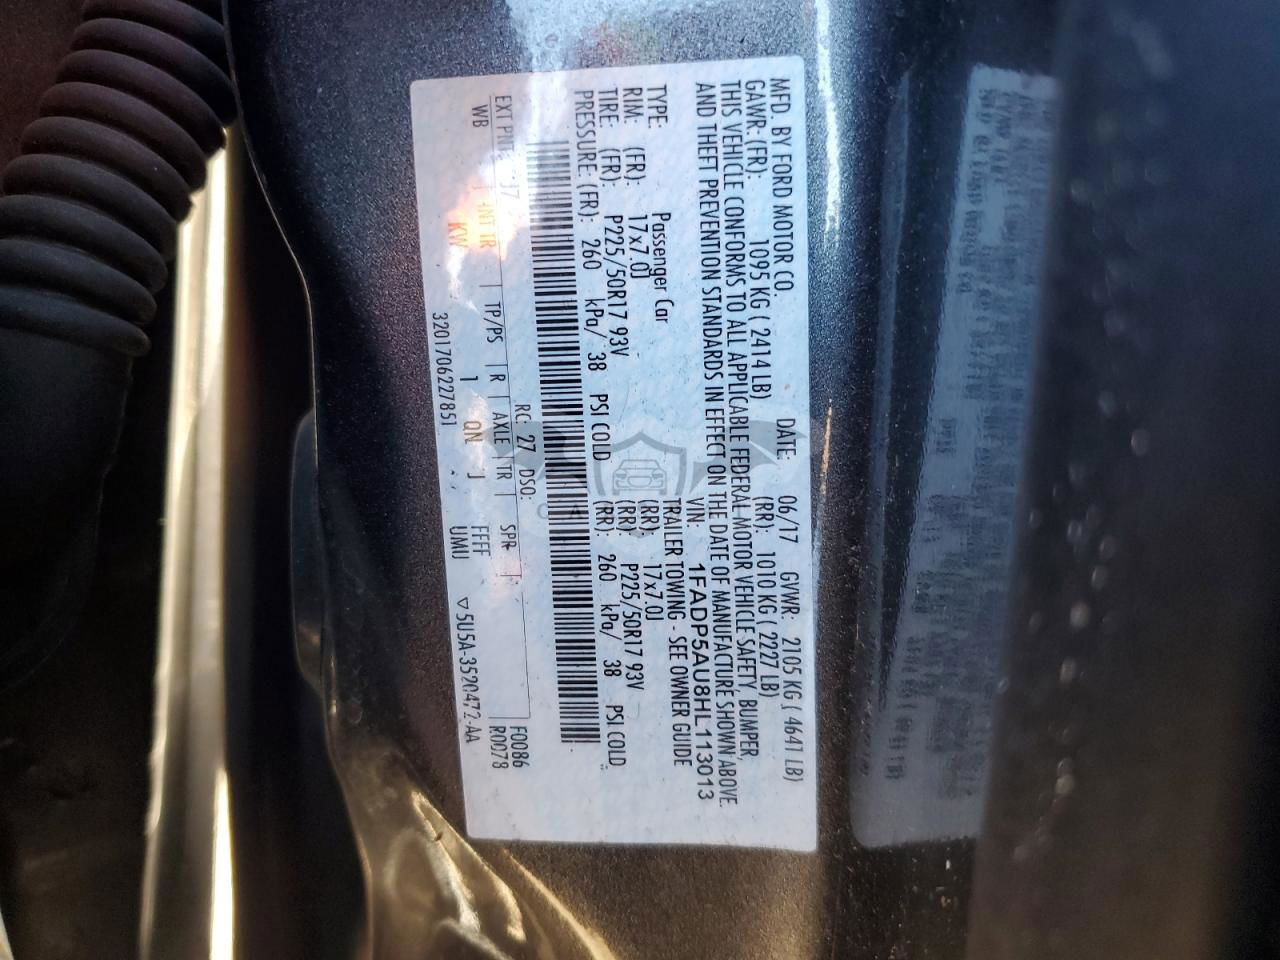 MFD. BY FORD MOTOR CO.
DATE: 06/17 GVWR: 2105 KG ( 4641 LB)
GAWR: (FR): 1095 KG ( 2414 LB) (RR): 1010 KG ( 2227 LB)
THIS VEHICLE CONFORMS TO ALL APPLICABLE FEDERAL MOTOR VEHICLE SAFETY, BUMPER,
AND THEFT PREVENTION STANDARDS IN EFFECT ON THE DATE OF MANUFACTURE SHOWN ABOVE.
VIN: 1FADP5AU8HL113013
TYPE: Passenger Car TRAILER TOWING - SEE OWNER GUIDE
RIM: (FR): 17x7.0J (RR): 17x7.0J
TIRE: (FR): P225/50R17 93V (RR): P225/50R17 93V
PRESSURE: (FR): 260 kPa/ 38 PSI COLD (RR): 260 kPa/ 38 PSI COLD
RC: 27 DSO: F0086
R0078
EXT PNT INT TR TP/PS R AXLE TR SPR
WB KW 1 QN J FFFF
UMU
3201706227851 5U5A-3520472-AA